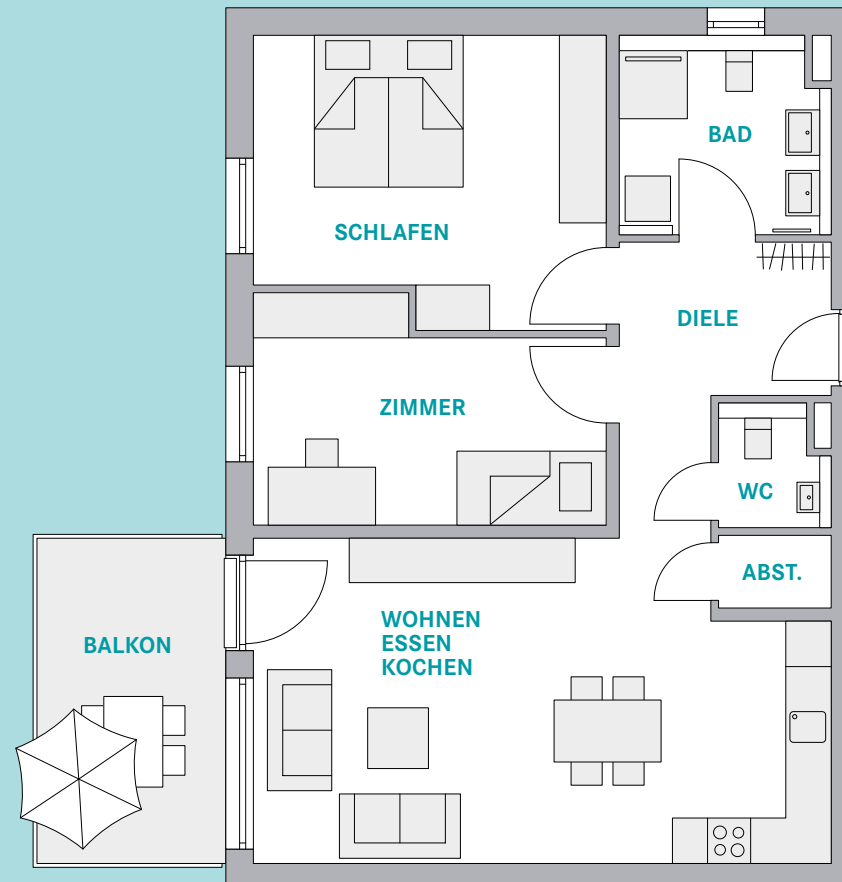 BAD
SCHLAFEN
DIELE
ZIMMER
WC
ABST.
WOHNEN
ESSEN
KOCHEN
BALKON